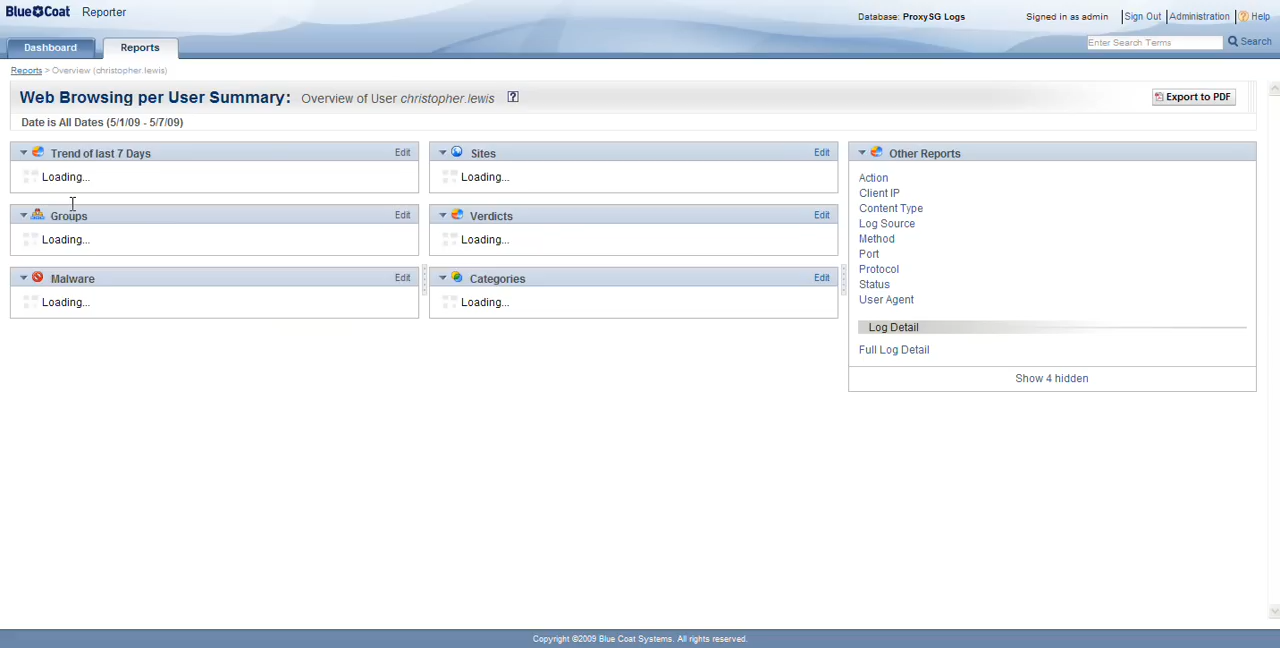 Blue Coat Reporter
Database: ProxySG Logs
Signed in as admin | Sign Out | Administration | Help
Dashboard
Reports
Enter Search Terms
Search
Reports > Overview (christopher.lewis)
Web Browsing per User Summary: Overview of User christopher.lewis ?
Export to PDF
Date is All Dates (5/1/09 - 5/7/09)
Trend of last 7 Days Edit
Loading...
Groups Edit
Loading...
Malware Edit
Loading...
Sites Edit
Loading...
Verdicts Edit
Loading...
Categories Edit
Loading...
Other Reports
Action
Client IP
Content Type
Log Source
Method
Port
Protocol
Status
User Agent
Log Detail
Full Log Detail
Show 4 hidden
Copyright ©2009 Blue Coat Systems. All rights reserved.